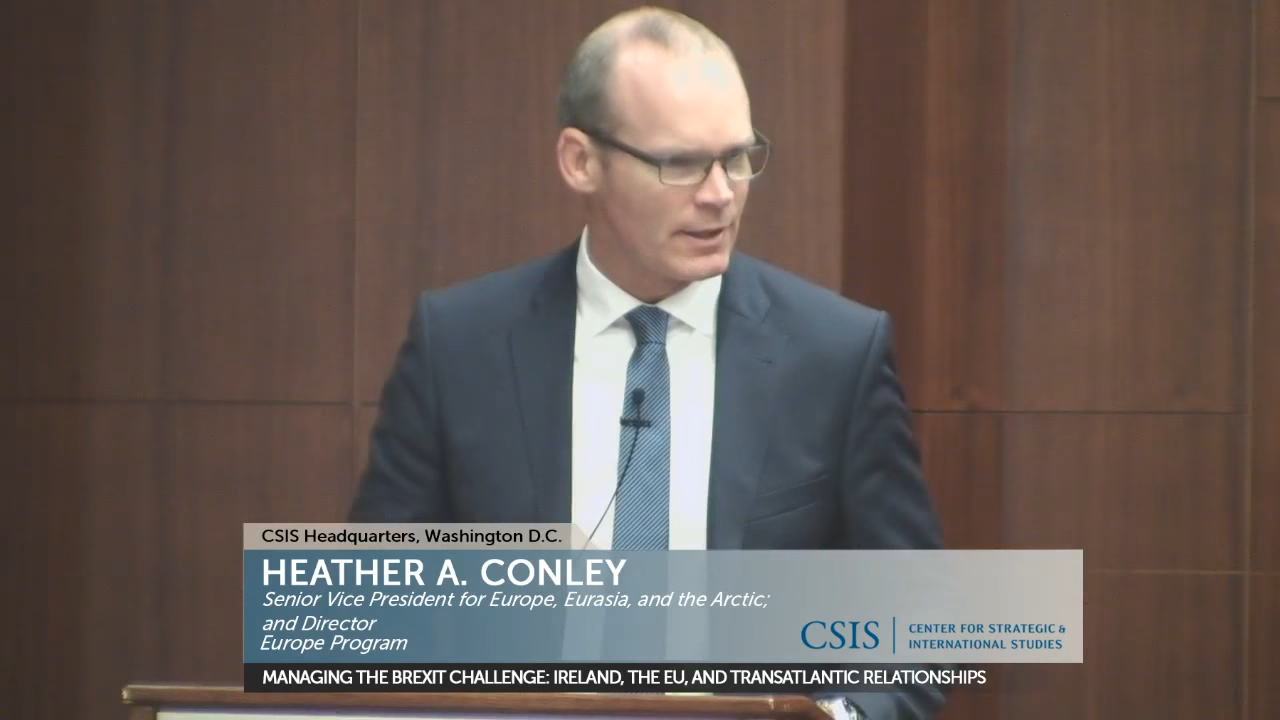 CSIS Headquarters, Washington D.C.
HEATHER A. CONLEY
Senior Vice President for Europe, Eurasia, and the Arctic;
and Director
Europe Program
CSIS
CENTER FOR STRATEGIC &
INTERNATIONAL STUDIES
MANAGING THE BREXIT CHALLENGE: IRELAND, THE EU, AND TRANSATLANTIC RELATIONSHIPS